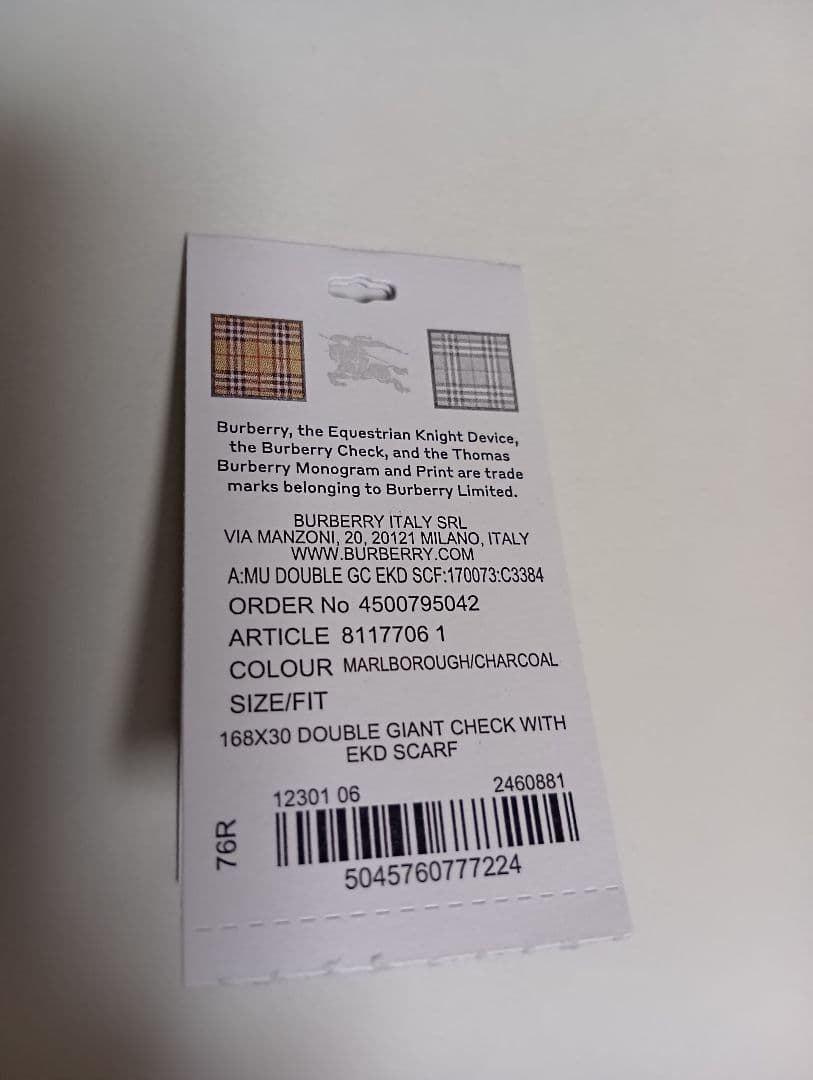 Burberry, the Equestrian Knight Device,
the Burberry Check, and the Thomas
Burberry Monogram and Print are trade
marks belonging to Burberry Limited.
BURBERRY ITALY SRL
VIA MANZONI, 20, 20121 MILANO, ITALY
WWW.BURBERRY.COM
A:MU DOUBLE GC EKD SCF:170073:C3384
ORDER No 4500795042
ARTICLE 8117706 1
COLOUR MARLBOROUGH/CHARCOAL
SIZE/FIT
168X30 DOUBLE GIANT CHECK WITH
EKD SCARF
12301 06 2460881
76R
5045760777224